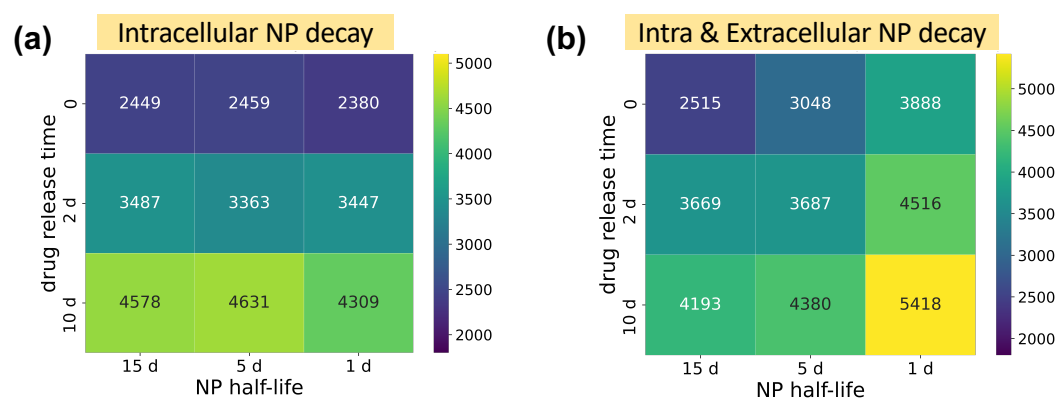 (a)
Intracellular NP decay
drug release time
0
2 d
10 d
2449 2459 2380
3487 3363 3447
4578 4631 4309
15 d 5 d 1 d
NP half-life
5000
4500
4000
3500
3000
2500
2000
(b)
Intra & Extracellular NP decay
drug release time
0
2 d
10 d
2515 3048 3888
3669 3687 4516
4193 4380 5418
15 d 5 d 1 d
NP half-life
5000
4500
4000
3500
3000
2500
2000